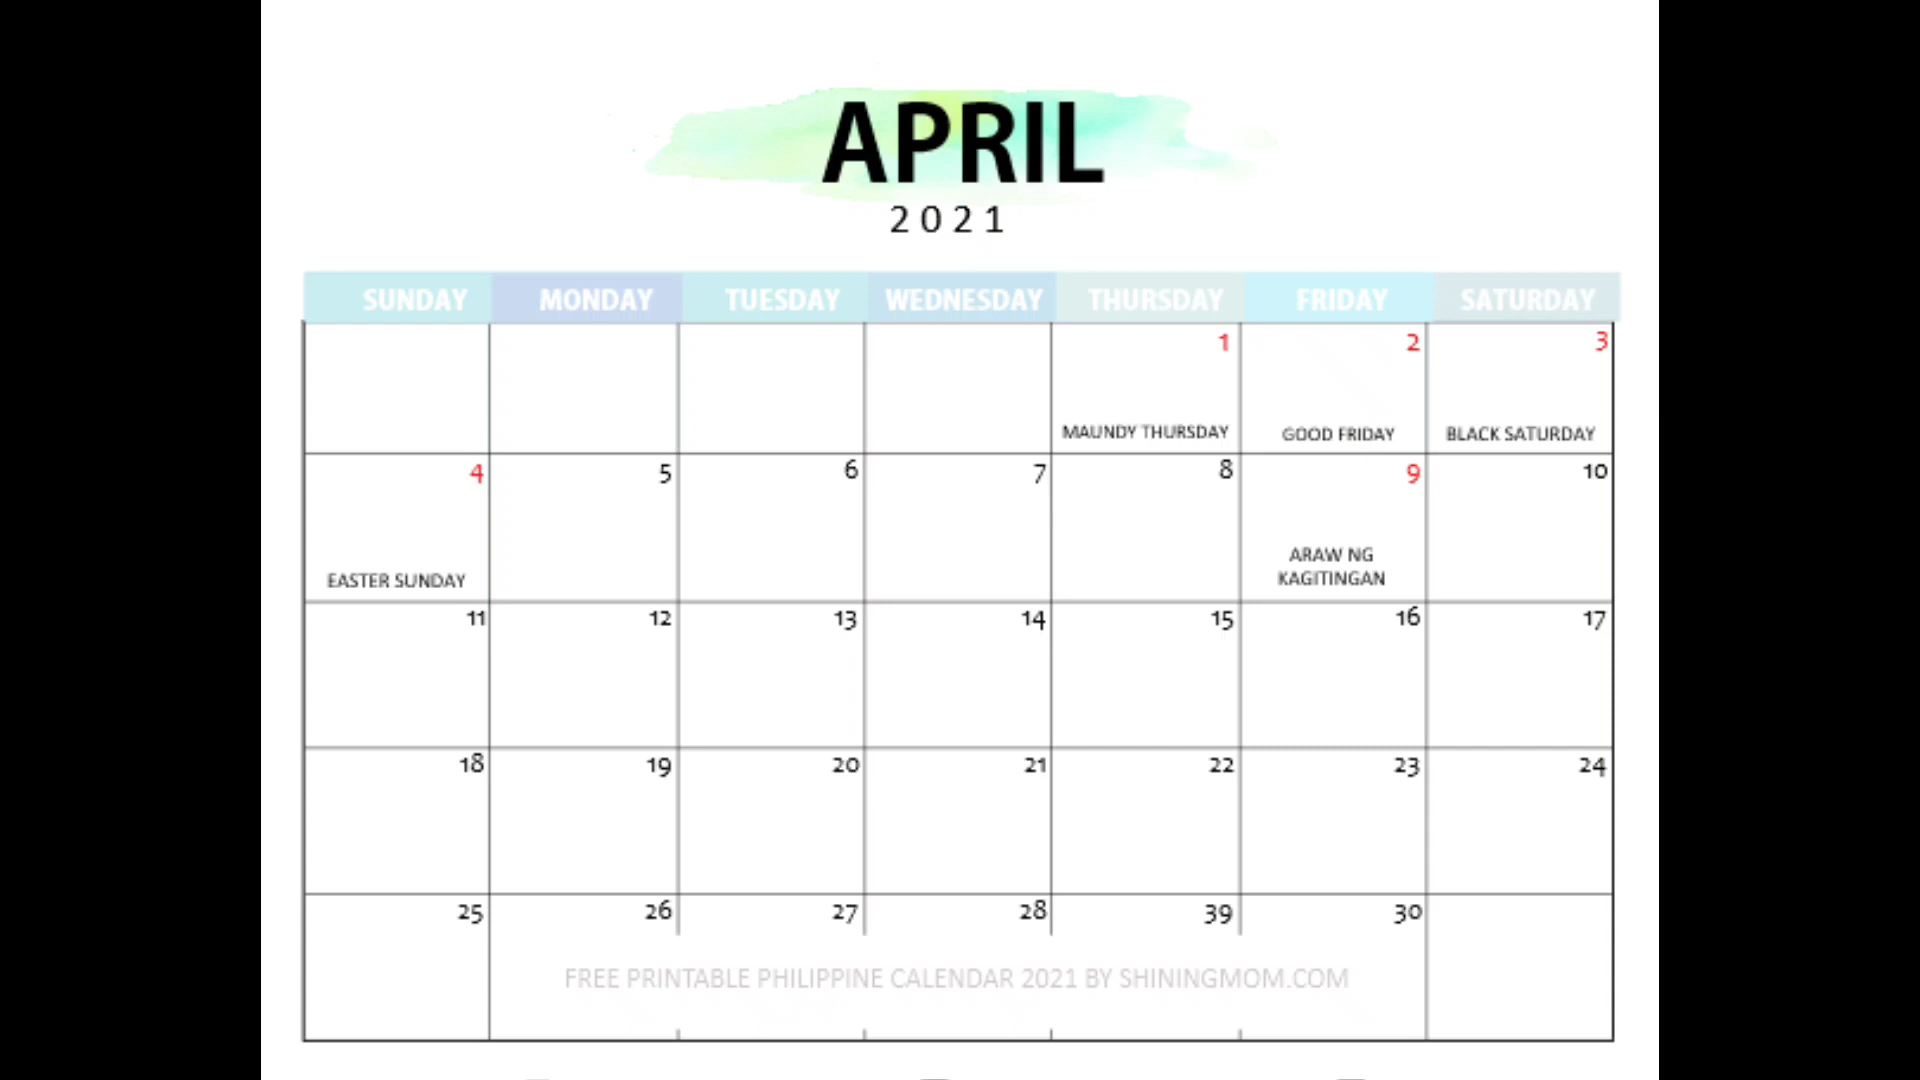 APRIL
2021
SUNDAY MONDAY TUESDAY WEDNESDAY THURSDAY FRIDAY SATURDAY
1 2 3
MAUNDY THURSDAY GOOD FRIDAY BLACK SATURDAY
4 5 6 7 8 9 10
ARAW NG
EASTER SUNDAY KAGITINGAN
11 12 13 14 15 16 17
18 19 20 21 22 23 24
25 26 27 28 39 30
FREE PRINTABLE PHILIPPINE CALENDAR 2021 BY SHININGMOM.COM